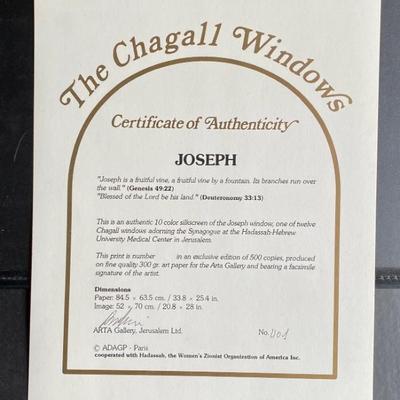 The Chagall Windows
Certificate of Authenticity
JOSEPH
"Joseph is a fruitful vine, a fruitful vine by a fountain. Its branches run over
the wall." (Genesis 49:22)
"Blessed of the Lord be his land." (Deuteronomy 33:13)
This is an authentic 10 color silkscreen of the Joseph window, one of twelve
Chagall windows adorning the Synagogue at the Hadassah-Hebrew
University Medical Center in Jerusalem.
This print is number in an exclusive edition of 500 copies, produced
on fine quality 300 gr. art paper for the Arta Gallery and bearing a facsimile
signature of the artist.
Dimensions
Paper: 84.5 × 63.5 cm. / 33.8 × 25.4 in.
Image: 52 × 70 cm. / 20.8 × 28 in.
ARTA Gallery, Jerusalem Ltd.
No.
© ADAGP - Paris
cooperated with Hadassah, the Women's Zionist Organization of America Inc.